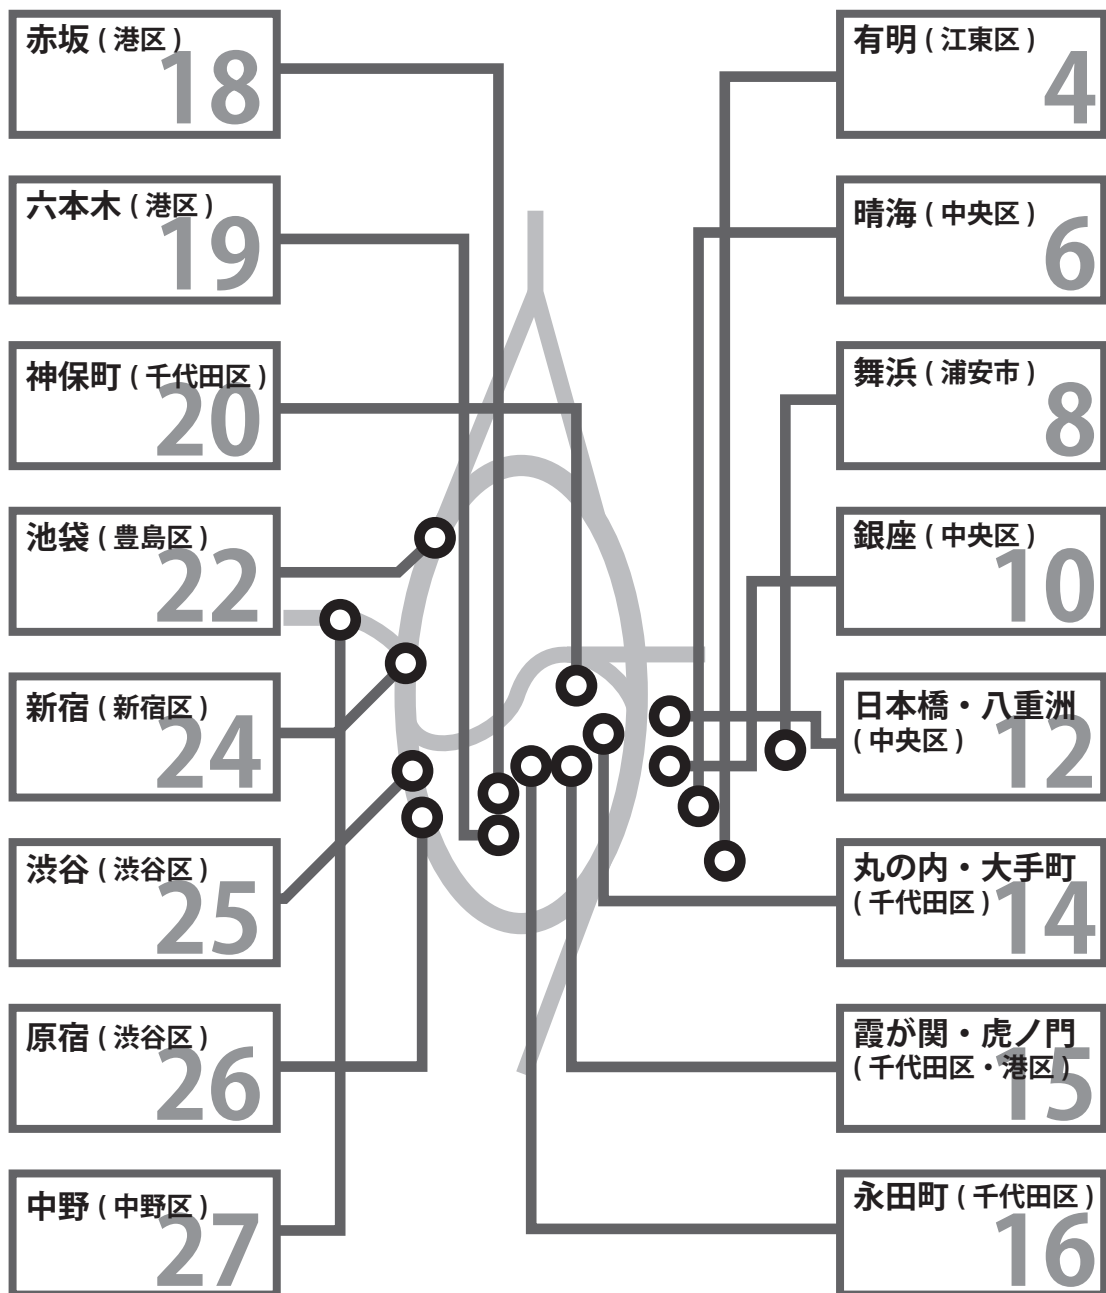 赤坂 ( 港区 )
18
六本木 ( 港区 )
19
神保町 ( 千代田区 )
20
池袋 ( 豊島区 )
22
新宿 ( 新宿区 )
24
渋谷 ( 渋谷区 )
25
原宿 ( 渋谷区 )
26
中野 ( 中野区 )
27
有明 ( 江東区 )
4
晴海 ( 中央区 )
6
舞浜 ( 浦安市 )
8
銀座 ( 中央区 )
10
日本橋・八重洲
( 中央区 )
12
丸の内・大手町
( 千代田区 )
14
霞が関・虎ノ門
( 千代田区・港区 )
15
永田町 ( 千代田区 )
16